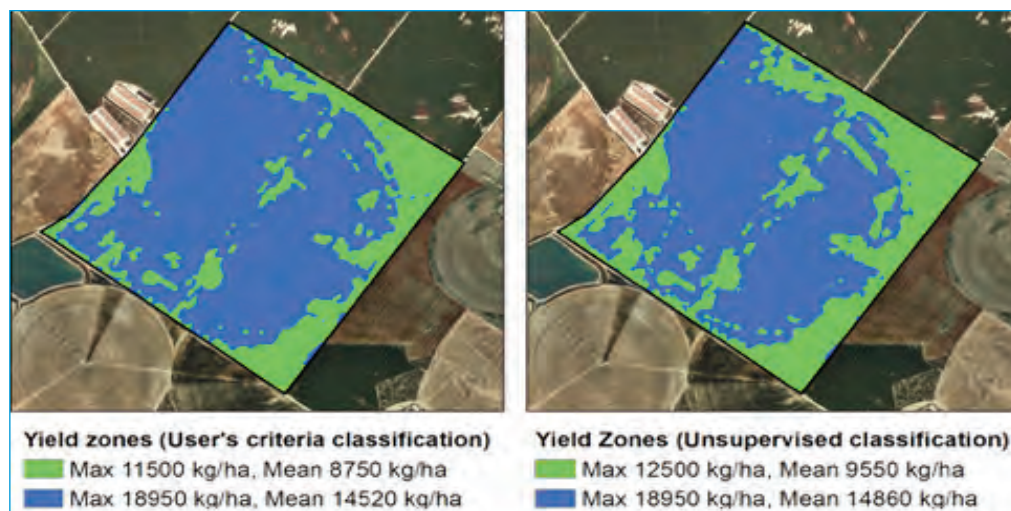 Yield zones (User's criteria classification)
Max 11500 kg/ha, Mean 8750 kg/ha
Max 18950 kg/ha, Mean 14520 kg/ha
Yield Zones (Unsupervised classification)
Max 12500 kg/ha, Mean 9550 kg/ha
Max 18950 kg/ha, Mean 14860 kg/ha